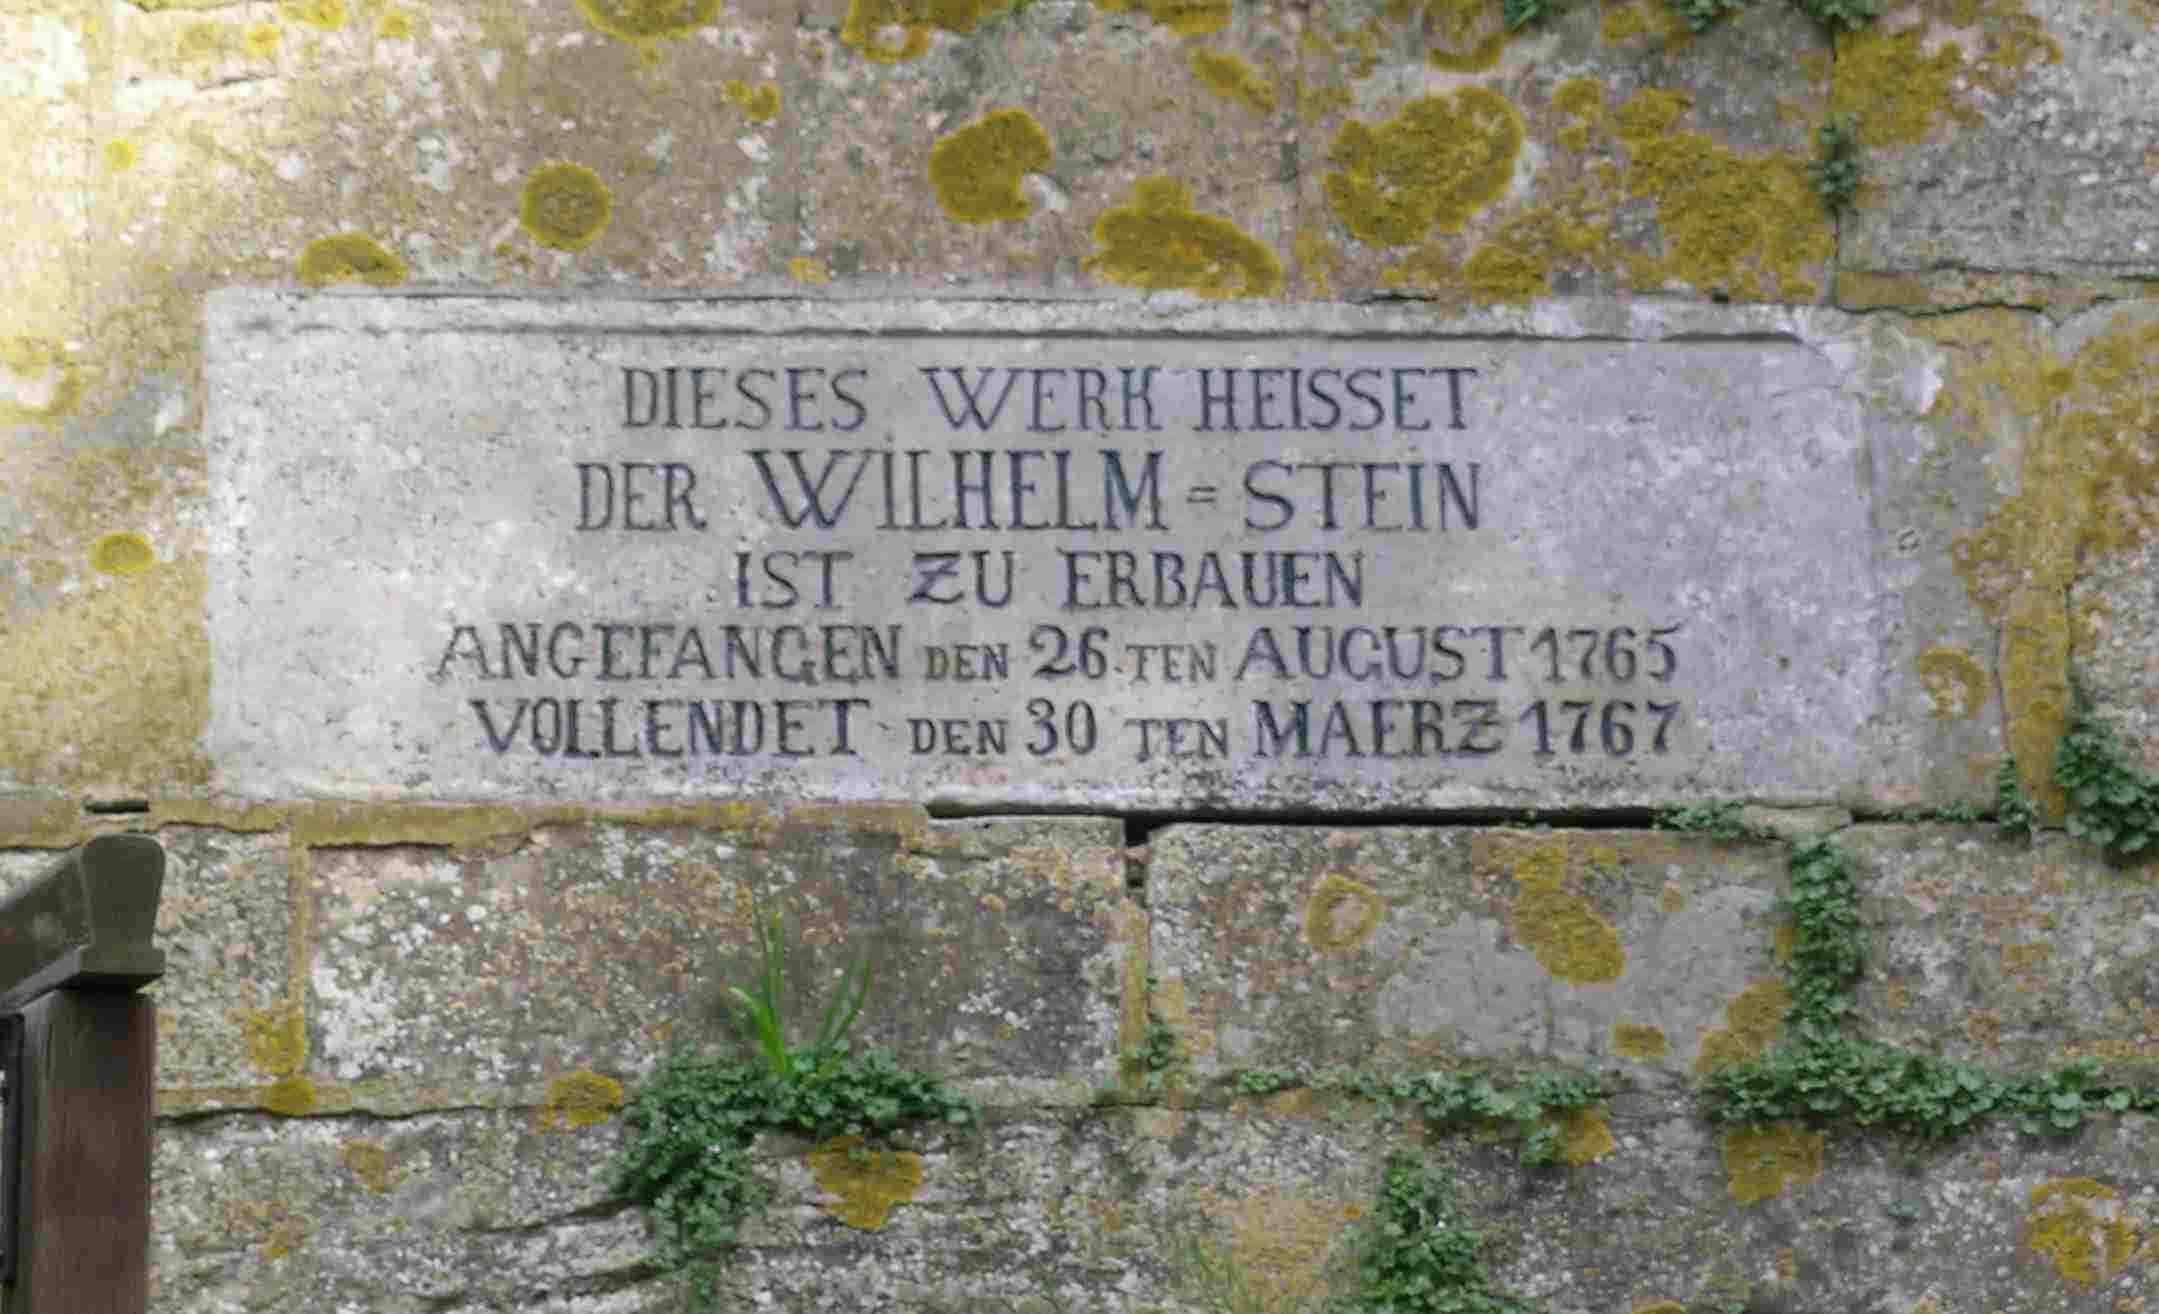 DIESES WERK HEISSET
DER WILHELM = STEIN
IST ZU ERBAUEN
ANGEFANGEN DEN 26. TEN AUGUST 1765
VOLLENDET DEN 30 TEN MAERZ 1767